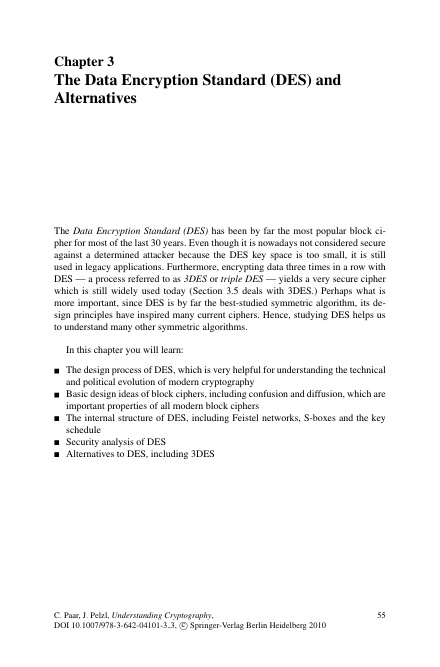 Chapter 3
The Data Encryption Standard (DES) and
Alternatives
The Data Encryption Standard (DES) has been by far the most popular block ci-
pher for most of the last 30 years. Even though it is nowadays not considered secure
against a determined attacker because the DES key space is too small, it is still
used in legacy applications. Furthermore, encrypting data three times in a row with
DES — a process referred to as 3DES or triple DES — yields a very secure cipher
which is still widely used today (Section 3.5 deals with 3DES.) Perhaps what is
more important, since DES is by far the best-studied symmetric algorithm, its de-
sign principles have inspired many current ciphers. Hence, studying DES helps us
to understand many other symmetric algorithms.
In this chapter you will learn:
■ The design process of DES, which is very helpful for understanding the technical
and political evolution of modern cryptography
■ Basic design ideas of block ciphers, including confusion and diffusion, which are
important properties of all modern block ciphers
■ The internal structure of DES, including Feistel networks, S-boxes and the key
schedule
■ Security analysis of DES
■ Alternatives to DES, including 3DES
C. Paar, J. Pelzl, Understanding Cryptography, 55
DOI 10.1007/978-3-642-04101-3_3, © Springer-Verlag Berlin Heidelberg 2010